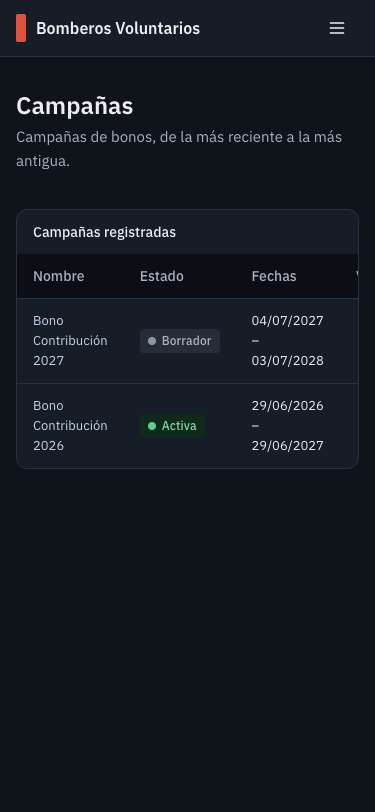 Bomberos Voluntarios
Campañas
Campañas de bonos, de la más reciente a la más
antigua.
Campañas registradas
Nombre Estado Fechas
Bono Contribución 2027 Borrador 04/07/2027 – 03/07/2028
Bono Contribución 2026 Activa 29/06/2026 – 29/06/2027